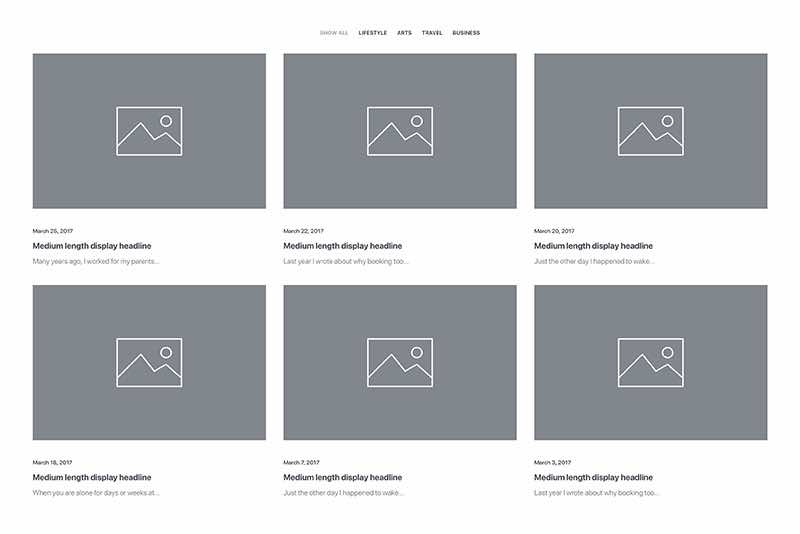 SHOW ALL LIFESTYLE ARTS TRAVEL BUSINESS
March 25, 2017
Medium length display headline
Many years ago, I worked for my parents...
March 22, 2017
Medium length display headline
Last year I wrote about why booking too...
March 20, 2017
Medium length display headline
Just the other day I happened to wake...
March 18, 2017
Medium length display headline
When you are alone for days or weeks at...
March 7, 2017
Medium length display headline
Just the other day I happened to wake...
March 3, 2017
Medium length display headline
Last year I wrote about why booking too...